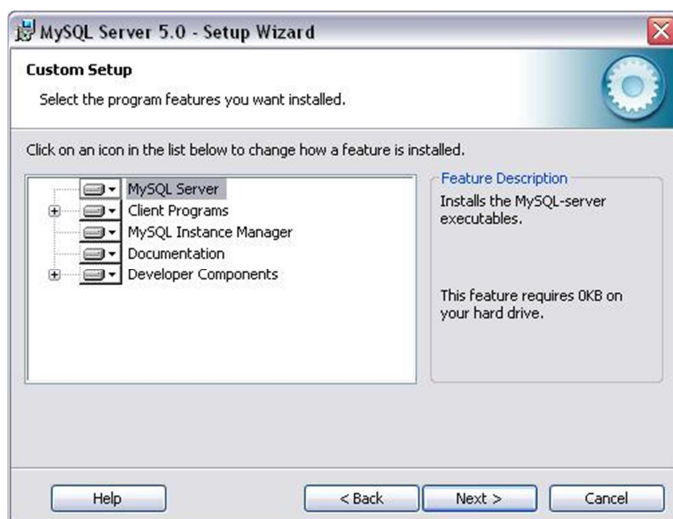 MySQL Server 5.0 - Setup Wizard
Custom Setup
Select the program features you want installed.
Click on an icon in the list below to change how a feature is installed.
MySQL Server
Client Programs
MySQL Instance Manager
Documentation
Developer Components
Feature Description
Installs the MySQL-server
executables.
This feature requires 0KB on
your hard drive.
Help
< Back
Next >
Cancel